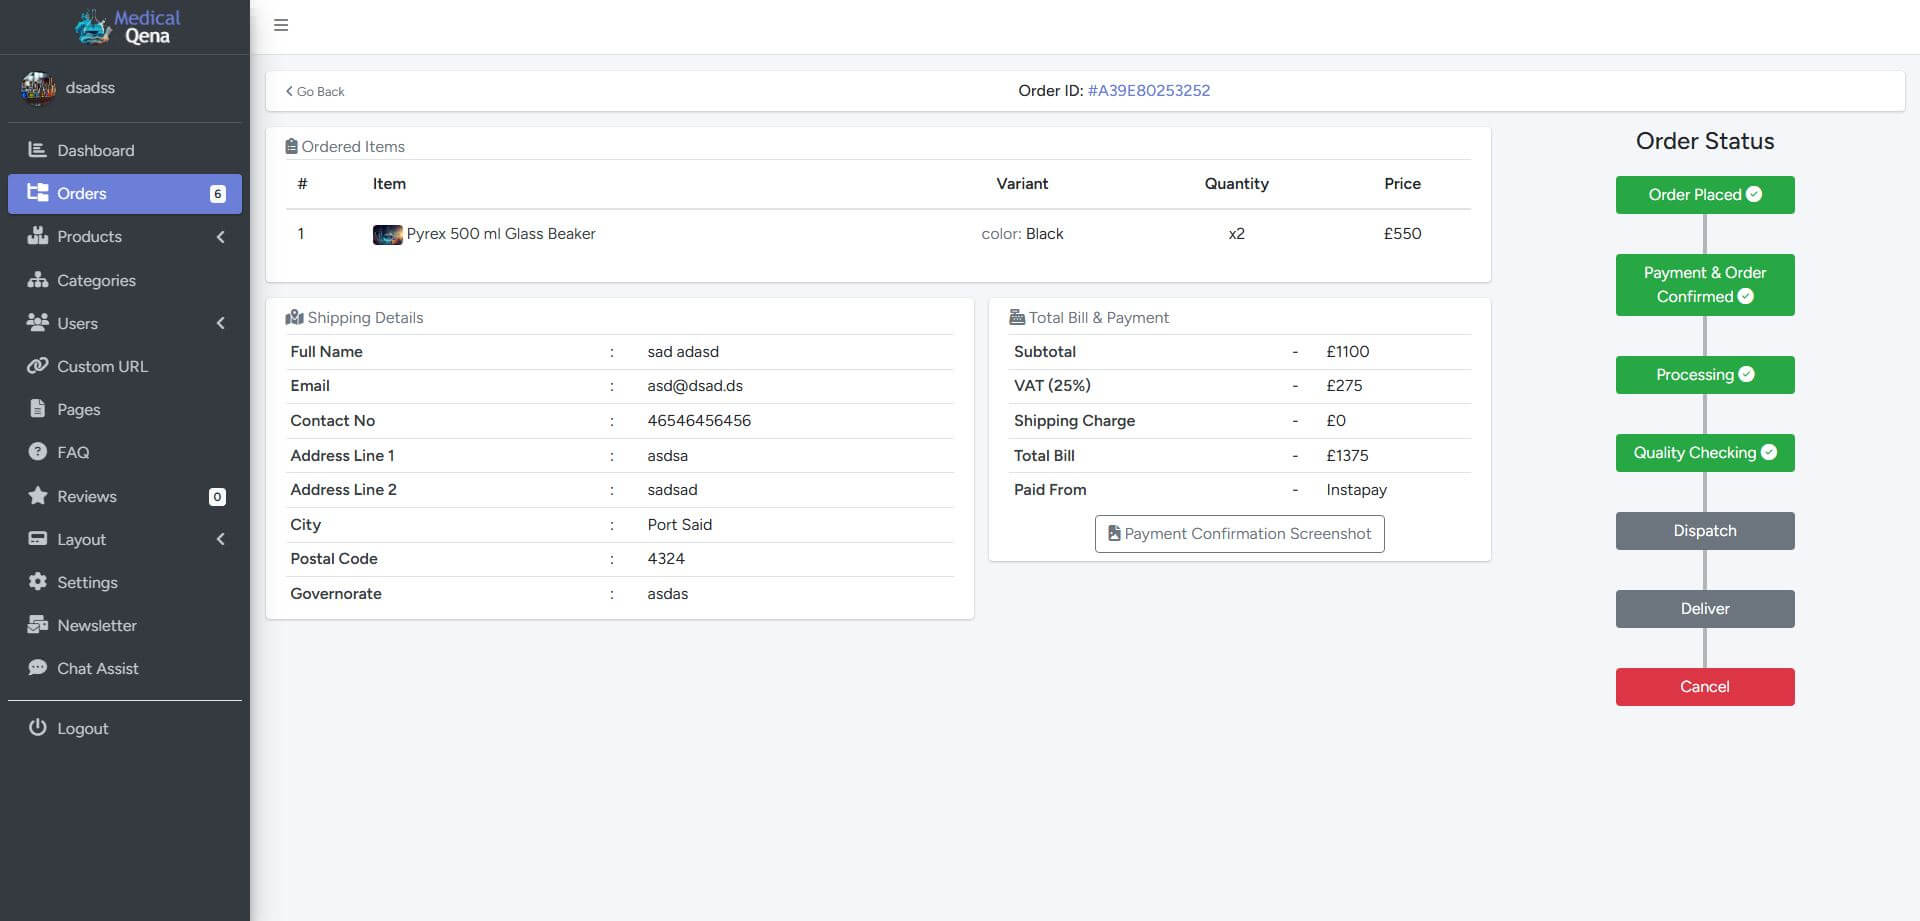 Medical
Qena
dsadss
Dashboard
Orders 6
Products
Categories
Users
Custom URL
Pages
FAQ
Reviews 0
Layout
Settings
Newsletter
Chat Assist
Logout
Go Back
Order ID: #A39E80253252
Ordered Items
# Item Variant Quantity Price
1 Pyrex 500 ml Glass Beaker color: Black x2 £550
Shipping Details
Full Name : sad adasd
Email : asd@dsad.ds
Contact No : 46546456456
Address Line 1 : asdsa
Address Line 2 : sadsad
City : Port Said
Postal Code : 4324
Governorate : asdas
Total Bill & Payment
Subtotal - £1100
VAT (25%) - £275
Shipping Charge - £0
Total Bill - £1375
Paid From - Instapay
Payment Confirmation Screenshot
Order Status
Order Placed
Payment & Order
Confirmed
Processing
Quality Checking
Dispatch
Deliver
Cancel